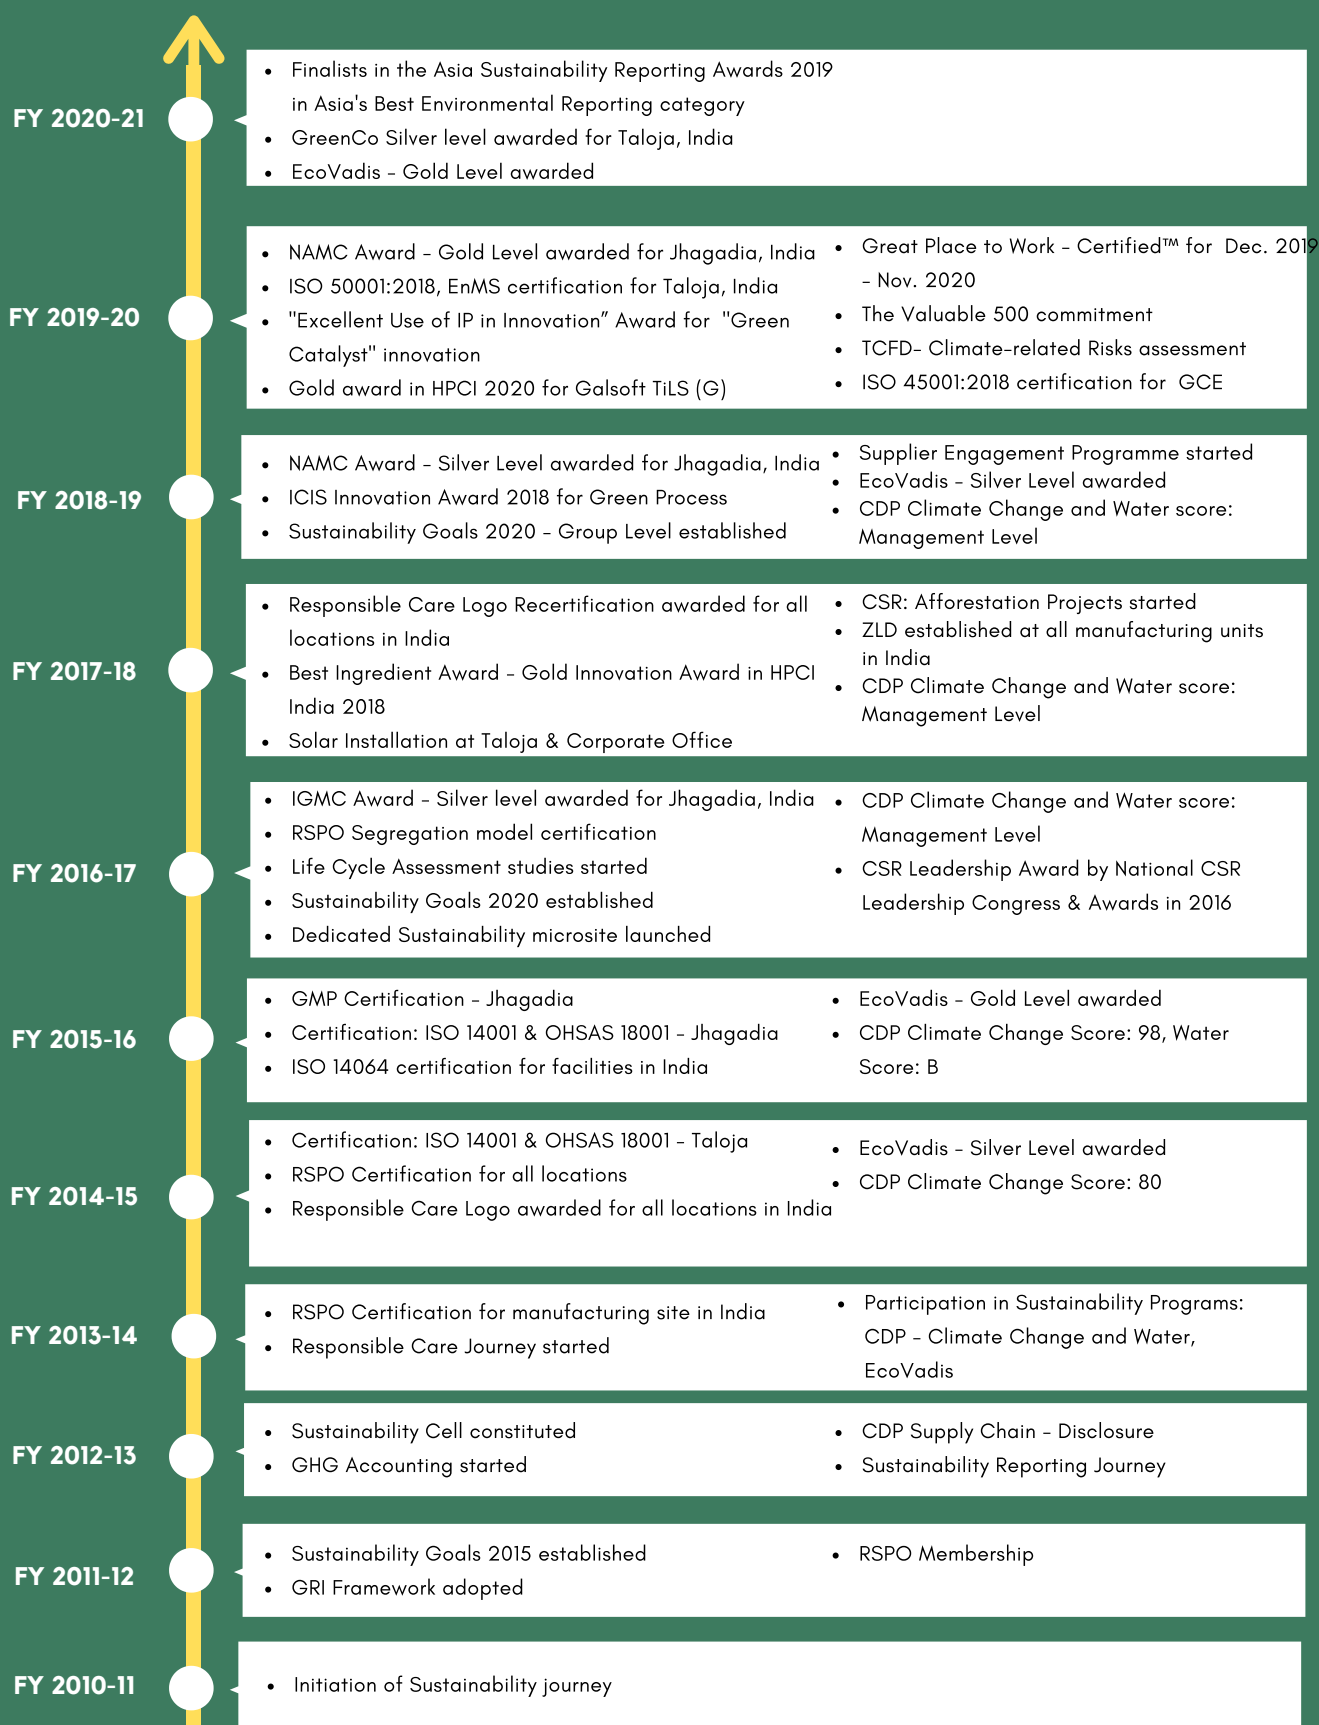 FY 2020-21
• Finalists in the Asia Sustainability Reporting Awards 2019
in Asia's Best Environmental Reporting category
• GreenCo Silver level awarded for Taloja, India
• EcoVadis - Gold Level awarded
FY 2019-20
• NAMC Award - Gold Level awarded for Jhagadia, India
• ISO 50001:2018, EnMS certification for Taloja, India
• "Excellent Use of IP in Innovation” Award for "Green
Catalyst" innovation
• Gold award in HPCI 2020 for Galsoft TiLS (G)
• Great Place to Work - Certified™ for Dec. 2019
- Nov. 2020
• The Valuable 500 commitment
• TCFD- Climate-related Risks assessment
• ISO 45001:2018 certification for GCE
FY 2018-19
• NAMC Award - Silver Level awarded for Jhagadia, India
• ICIS Innovation Award 2018 for Green Process
• Sustainability Goals 2020 - Group Level established
• Supplier Engagement Programme started
• EcoVadis - Silver Level awarded
• CDP Climate Change and Water score:
Management Level
FY 2017-18
• Responsible Care Logo Recertification awarded for all
locations in India
• Best Ingredient Award - Gold Innovation Award in HPCI
India 2018
• Solar Installation at Taloja & Corporate Office
• CSR: Afforestation Projects started
• ZLD established at all manufacturing units
in India
• CDP Climate Change and Water score:
Management Level
FY 2016-17
• IGMC Award - Silver level awarded for Jhagadia, India
• RSPO Segregation model certification
• Life Cycle Assessment studies started
• Sustainability Goals 2020 established
• Dedicated Sustainability microsite launched
• CDP Climate Change and Water score:
Management Level
• CSR Leadership Award by National CSR
Leadership Congress & Awards in 2016
FY 2015-16
• GMP Certification - Jhagadia
• Certification: ISO 14001 & OHSAS 18001 - Jhagadia
• ISO 14064 certification for facilities in India
• EcoVadis - Gold Level awarded
• CDP Climate Change Score: 98, Water
Score: B
FY 2014-15
• Certification: ISO 14001 & OHSAS 18001 - Taloja
• RSPO Certification for all locations
• Responsible Care Logo awarded for all locations in India
• EcoVadis - Silver Level awarded
• CDP Climate Change Score: 80
FY 2013-14
• RSPO Certification for manufacturing site in India
• Responsible Care Journey started
• Participation in Sustainability Programs:
CDP - Climate Change and Water,
EcoVadis
FY 2012-13
• Sustainability Cell constituted
• GHG Accounting started
• CDP Supply Chain - Disclosure
• Sustainability Reporting Journey
FY 2011-12
• Sustainability Goals 2015 established
• GRI Framework adopted
• RSPO Membership
FY 2010-11
• Initiation of Sustainability journey